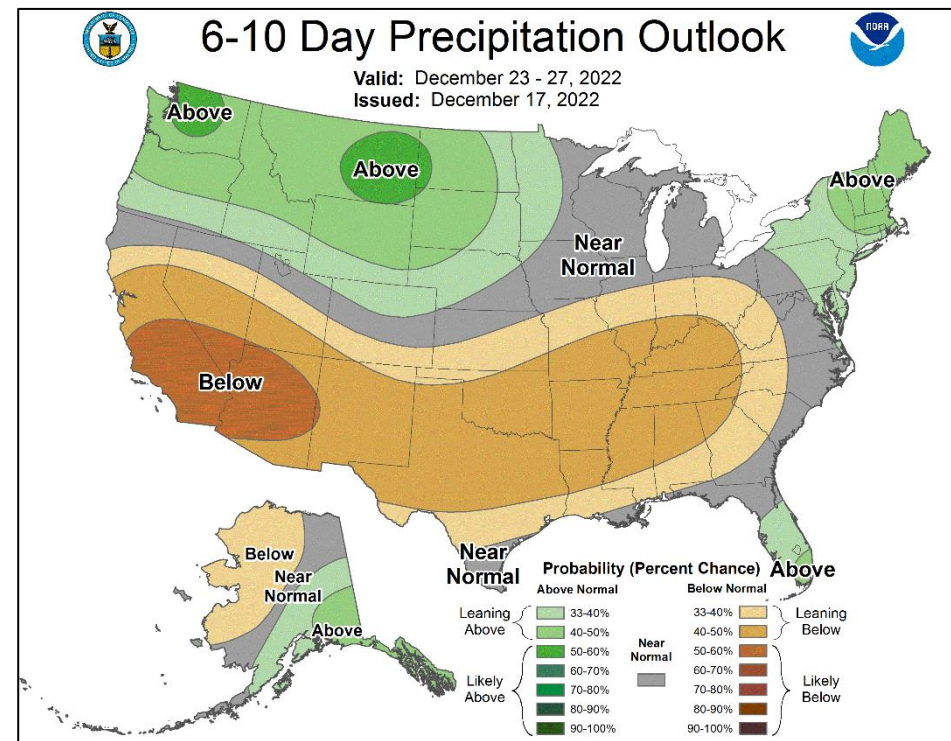 6-10 Day Precipitation Outlook
NOAA
Valid: December 23 - 27, 2022
Issued: December 17, 2022
Above
Above
Above
Near
Normal
Below
Below
Near
Normal
Above
Near
Normal
Above
Probability (Percent Chance)
Above Normal
Below Normal
Leaning
Above
33-40%
40-50%
Likely
Above
50-60%
60-70%
70-80%
80-90%
90-100%
Near
Normal
33-40%
40-50%
Leaning
Below
50-60%
60-70%
70-80%
80-90%
90-100%
Likely
Below